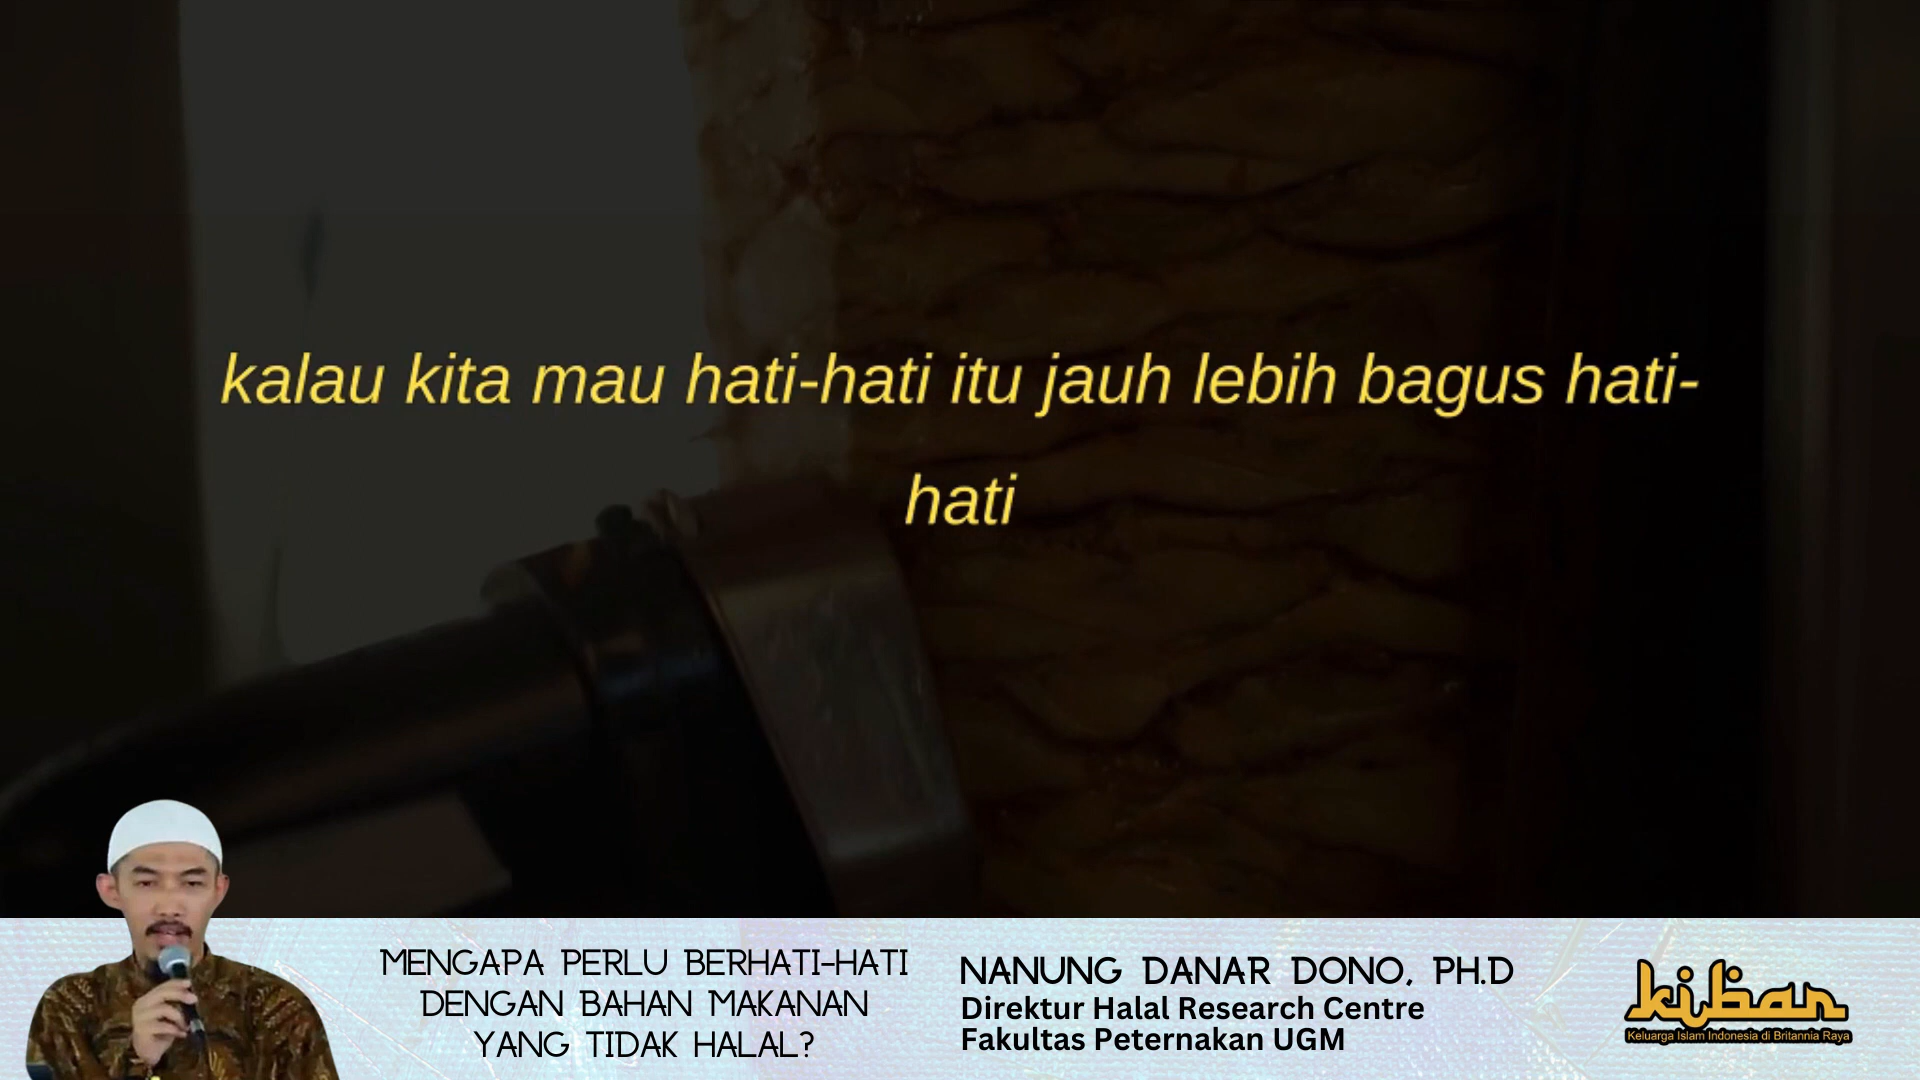 kalau kita mau hati-hati itu jauh lebih bagus hati-
hati
MENGAPA PERLU BERHATI-HATI
DENGAN BAHAN MAKANAN
YANG TIDAK HALAL?
NANUNG DANAR DONO, PH.D
Direktur Halal Research Centre
Fakultas Peternakan UGM
kibar
Keluarga Islam Indonesia di Britannia Raya